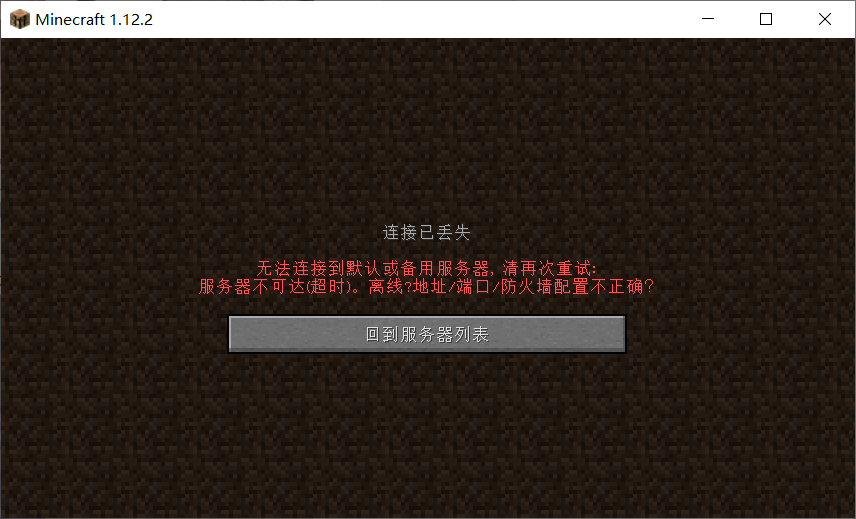 Minecraft 1.12.2
连接已丢失
无法连接到默认或备用服务器, 请再次重试:
服务器不可达(超时)。离线?地址/端口/防火墙配置不正确?
回到服务器列表